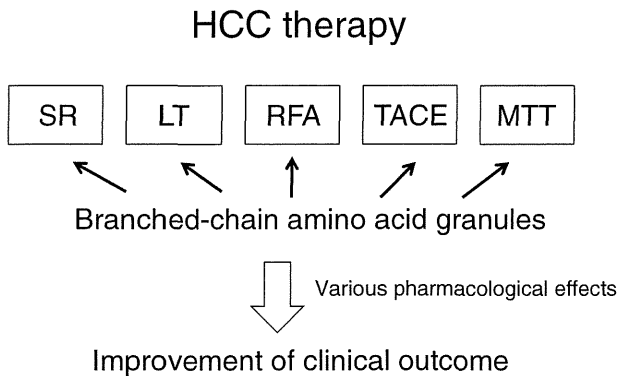 HCC therapy
SR LT RFA TACE MTT
Branched-chain amino acid granules
Various pharmacological effects
Improvement of clinical outcome